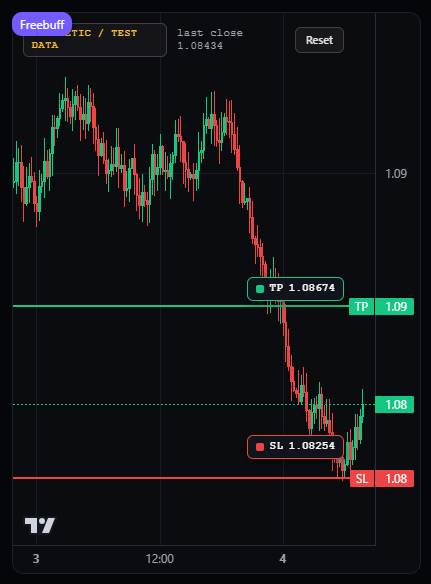 Freebuff
TIC / TEST
DATA
last close
1.08434
Reset
1.09
TP 1.08674
TP 1.09
1.08
SL 1.08254
SL 1.08
3 12:00 4